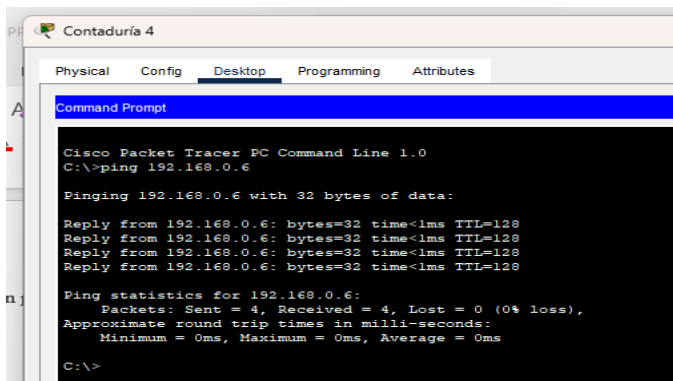 Contaduría 4
Physical Config Desktop Programming Attributes
Command Prompt
Cisco Packet Tracer PC Command Line 1.0
C:\>ping 192.168.0.6
Pinging 192.168.0.6 with 32 bytes of data:
Reply from 192.168.0.6: bytes=32 time<1ms TTL=128
Reply from 192.168.0.6: bytes=32 time<1ms TTL=128
Reply from 192.168.0.6: bytes=32 time<1ms TTL=128
Reply from 192.168.0.6: bytes=32 time<1ms TTL=128
Ping statistics for 192.168.0.6:
Packets: Sent = 4, Received = 4, Lost = 0 (0% loss),
Approximate round trip times in milli-seconds:
Minimum = 0ms, Maximum = 0ms, Average = 0ms
C:\>